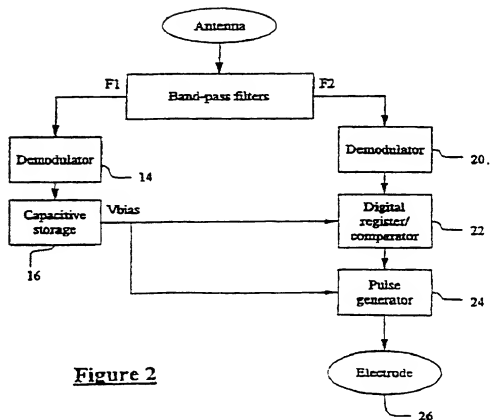 Antenna
F1
F2
Band-pass filters
Demodulator
14
Demodulator
20.
Capacitive
storage
16
Vbias
Digital
register/
comparator
22
Pulse
generator
24
Electrode
26
Figure 2